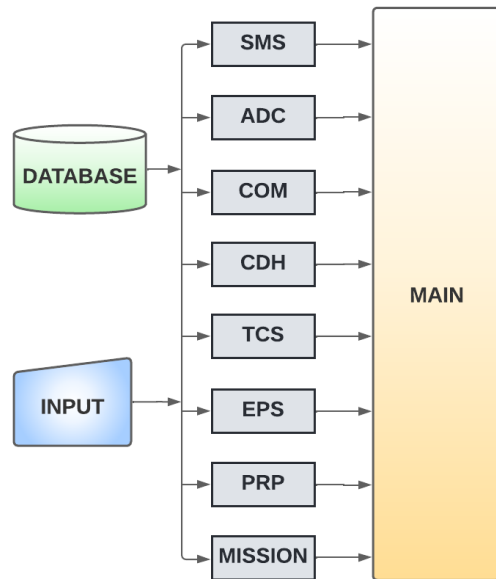 SMS
ADC
DATABASE
COM
CDH
MAIN
TCS
INPUT
EPS
PRP
MISSION